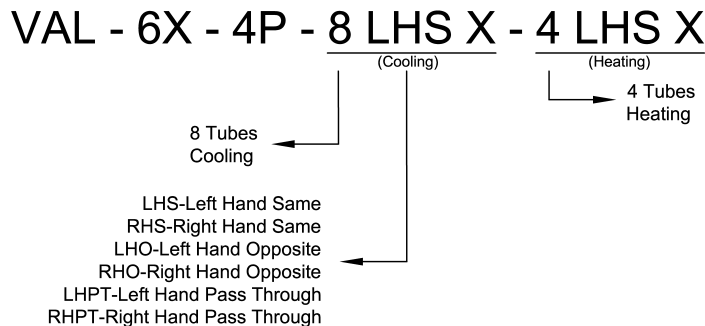 VAL - 6X - 4P - 8 LHS X - 4 LHS X
(Cooling)
(Heating)
4 Tubes
Heating
8 Tubes
Cooling
LHS-Left Hand Same
RHS-Right Hand Same
LHO-Left Hand Opposite
RHO-Right Hand Opposite
LHPT-Left Hand Pass Through
RHPT-Right Hand Pass Through